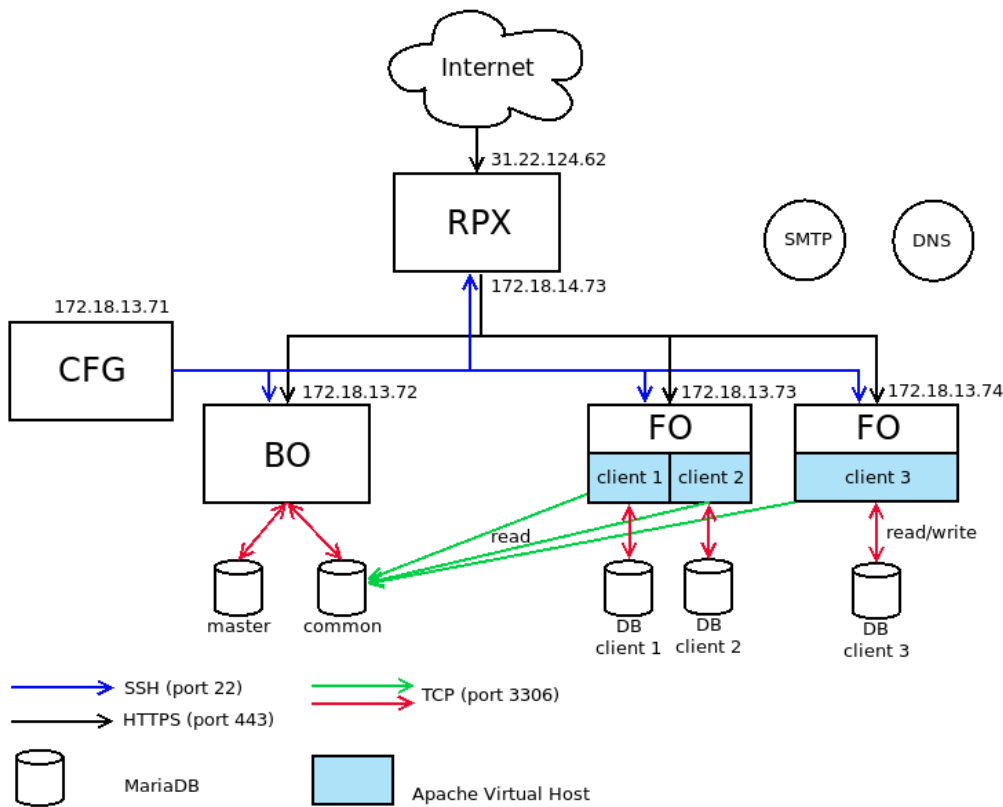 Internet
31.22.124.62
RPX
SMTP
DNS
172.18.14.73
172.18.13.71
CFG
172.18.13.72
172.18.13.73
172.18.13.74
BO
FO
FO
client 1
client 2
client 3
read
read/write
master
common
DB
client 1
DB
client 2
DB
client 3
SSH (port 22)
TCP (port 3306)
HTTPS (port 443)
MariaDB
Apache Virtual Host